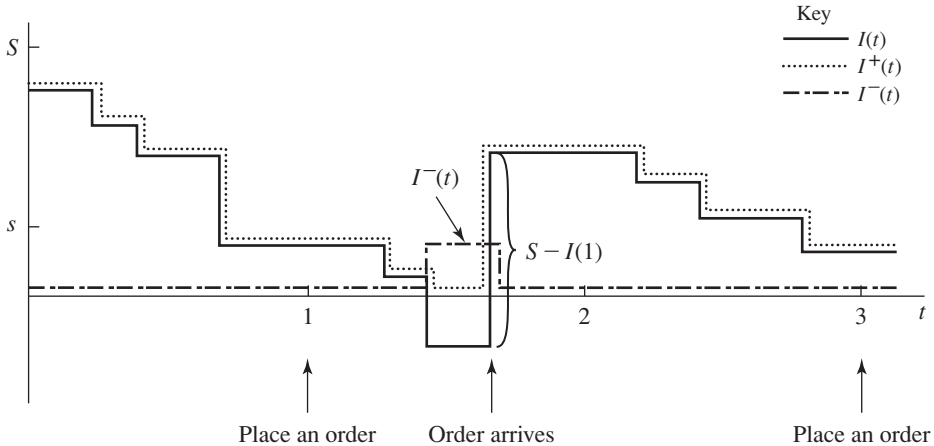 Key
I(t)
I⁺(t)
I⁻(t)
S
I⁻(t)
s
S − I(1)
1
2
3
t
Place an order
Order arrives
Place an order